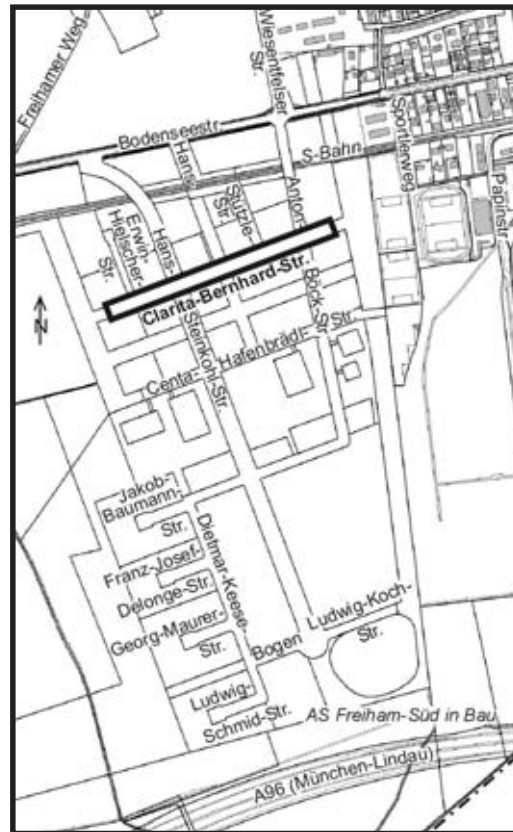 Freihamer Weg
Wiesentfelser
Str.
Bodenseestr.
Hans-
S-Bahn
Sportlerweg
Papinstr.
Stützle-
Str.
Anton-
Erwin-
Hielscher-
Str.
Hans-
Clarita-Bernhard-Str.
Böck-Str.
Steinkohl-Str.
Centa-
Hafenbrädl-
Str.
N
Jakob-
Baumann-
Str.
Franz-Josef-
Delonge-Str.
Dietmar-Keese-
Bogen
Georg-Maurer-
Str.
Ludwig-Koch-
Str.
Ludwig-
Schmid-Str.
AS Freiham-Süd in Bau
A96 (München-Lindau)